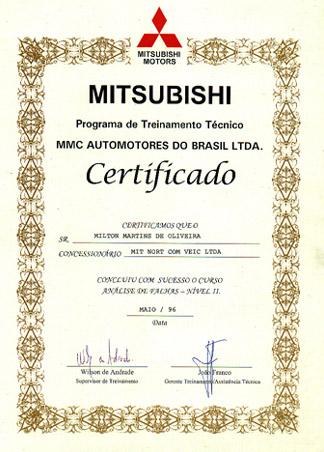 MITSUBISHI
MOTORS
MITSUBISHI
Programa de Treinamento Técnico
MMC AUTOMOTORES DO BRASIL LTDA.
Certificado
CERTIFICAMOS QUE O
SR. MILTON MARTINS DE OLIVEIRA
CONCESSIONÁRIO MIT NORT COM VEIC LTDA
CONCLUIU COM SUCESSO O CURSO
ANÁLISE DE FALHAS – NÍVEL II.
MAIO / 96
Data
Wilson de Andrade
João Franco
Supervisor de Treinamento
Gerente Treinamento/Assistência Técnica